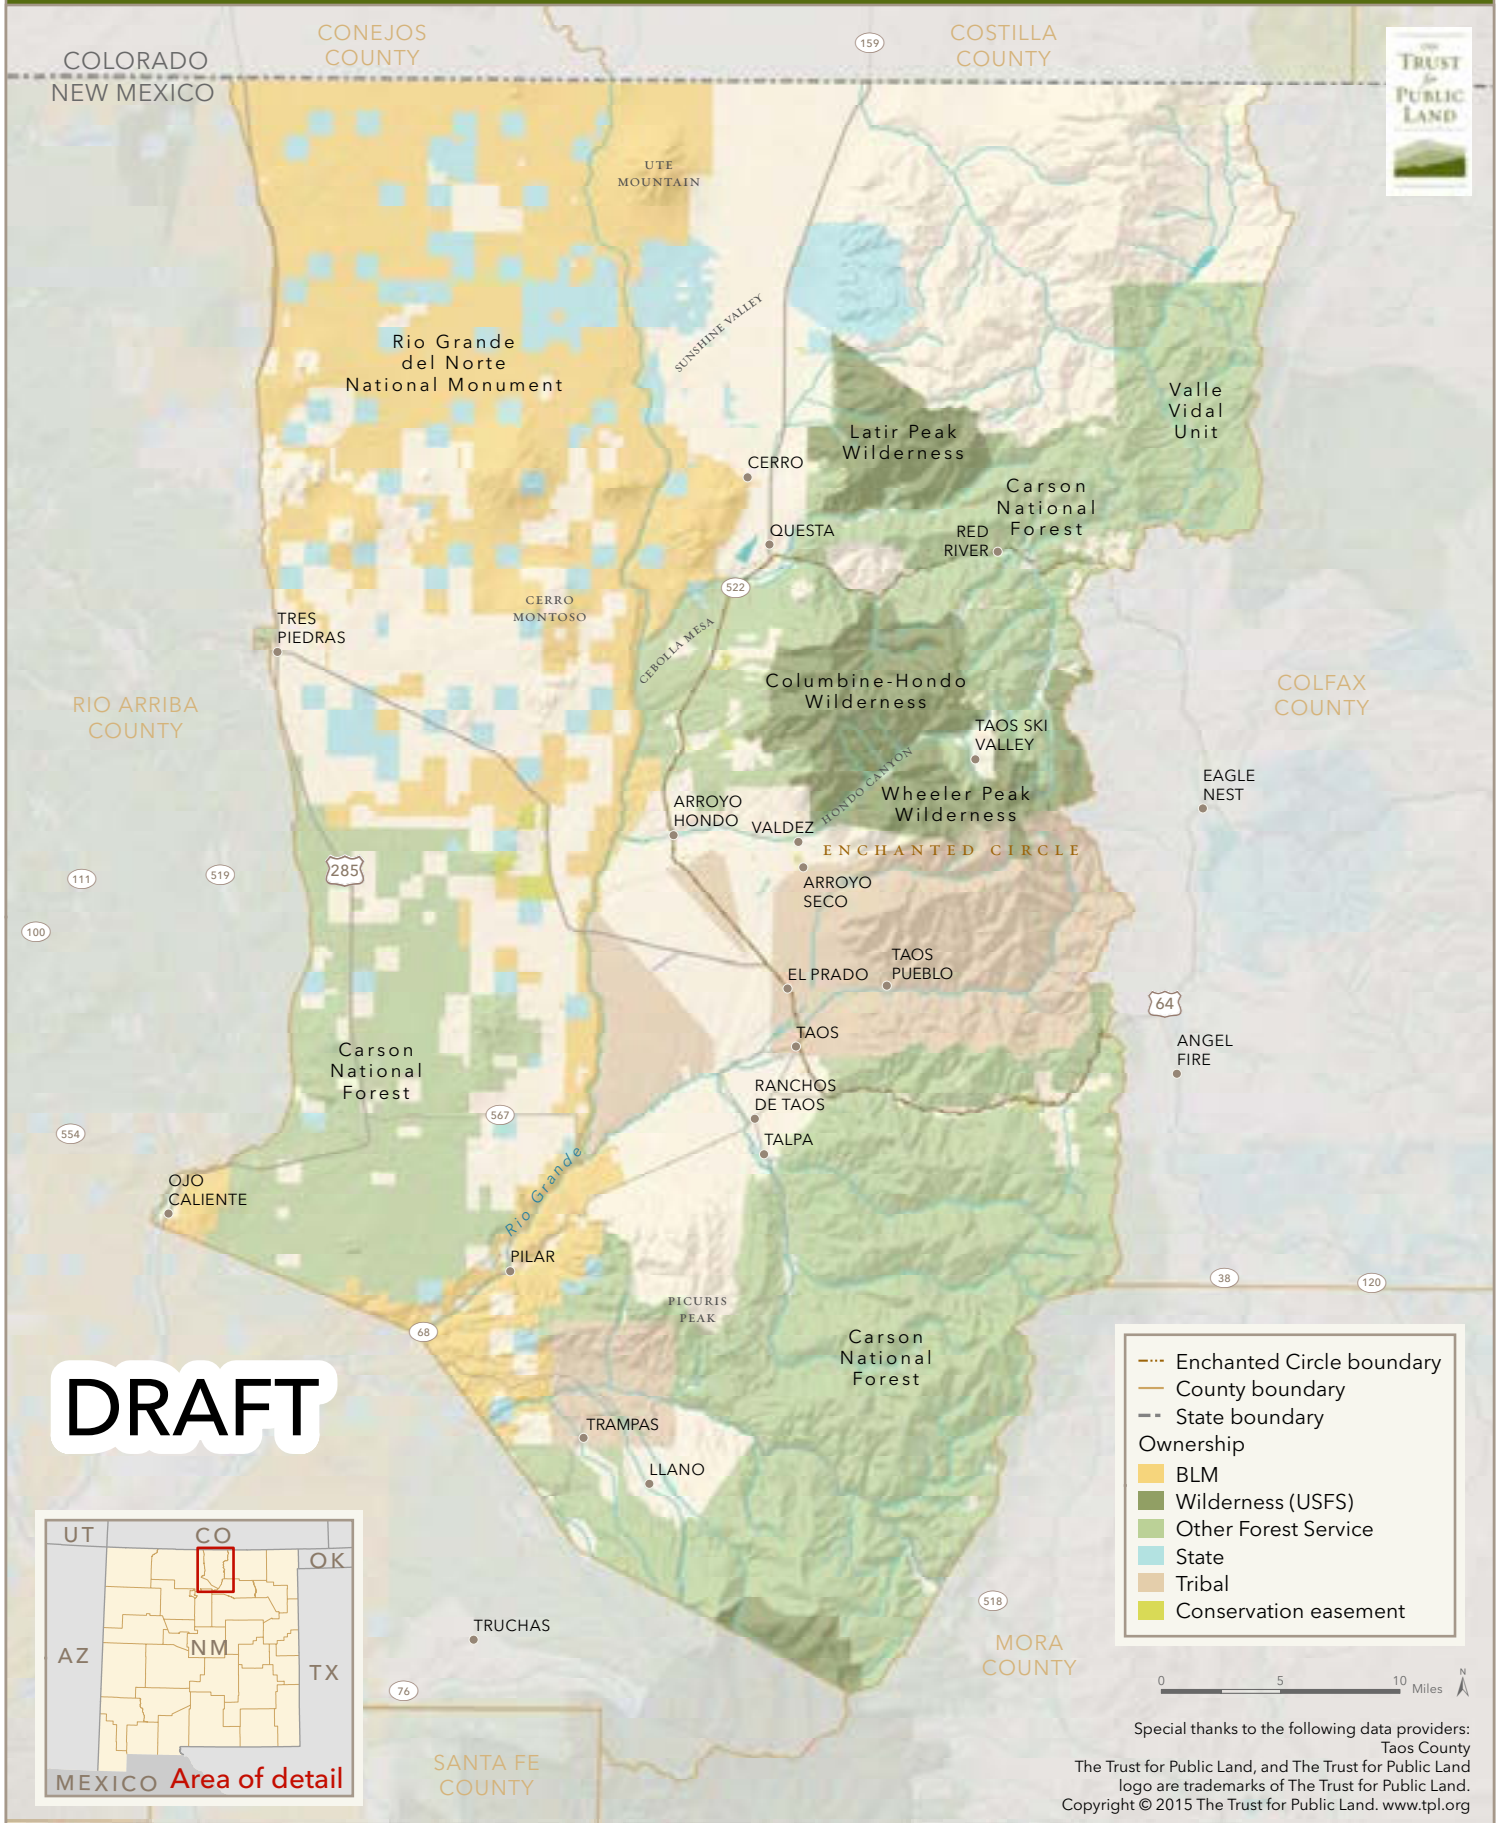 CONEJOS
COUNTY
COSTILLA
COUNTY
159
COLORADO
NEW MEXICO
THE
TRUST
for
PUBLIC
LAND
UTE
MOUNTAIN
SUNSHINE VALLEY
Rio Grande
del Norte
National Monument
Valle
Vidal
Unit
Latir Peak
Wilderness
CERRO
Carson
National
Forest
QUESTA
RED
RIVER
522
CERRO
MONTOSO
TRES
PIEDRAS
CEBOLLA MESA
Columbine-Hondo
Wilderness
RIO ARRIBA
COUNTY
COLFAX
COUNTY
TAOS SKI
VALLEY
HONDO CANYON
EAGLE
NEST
Wheeler Peak
Wilderness
ARROYO
HONDO
VALDEZ
ENCHANTED CIRCLE
285
111
519
ARROYO
SECO
100
TAOS
PUEBLO
EL PRADO
64
TAOS
ANGEL
FIRE
Carson
National
Forest
RANCHOS
DE TAOS
567
554
TALPA
OJO
CALIENTE
Rio Grande
PILAR
38
120
PICURIS
PEAK
68
Carson
National
Forest
DRAFT
TRAMPAS
LLANO
Enchanted Circle boundary
County boundary
State boundary
Ownership
BLM
Wilderness (USFS)
Other Forest Service
State
Tribal
Conservation easement
UT
CO
OK
AZ
NM
TX
MEXICO
Area of detail
TRUCHAS
518
MORA
COUNTY
76
SANTA FE
COUNTY
0 5 10 Miles
N
Special thanks to the following data providers:
Taos County
The Trust for Public Land, and The Trust for Public Land
logo are trademarks of The Trust for Public Land.
Copyright © 2015 The Trust for Public Land. www.tpl.org